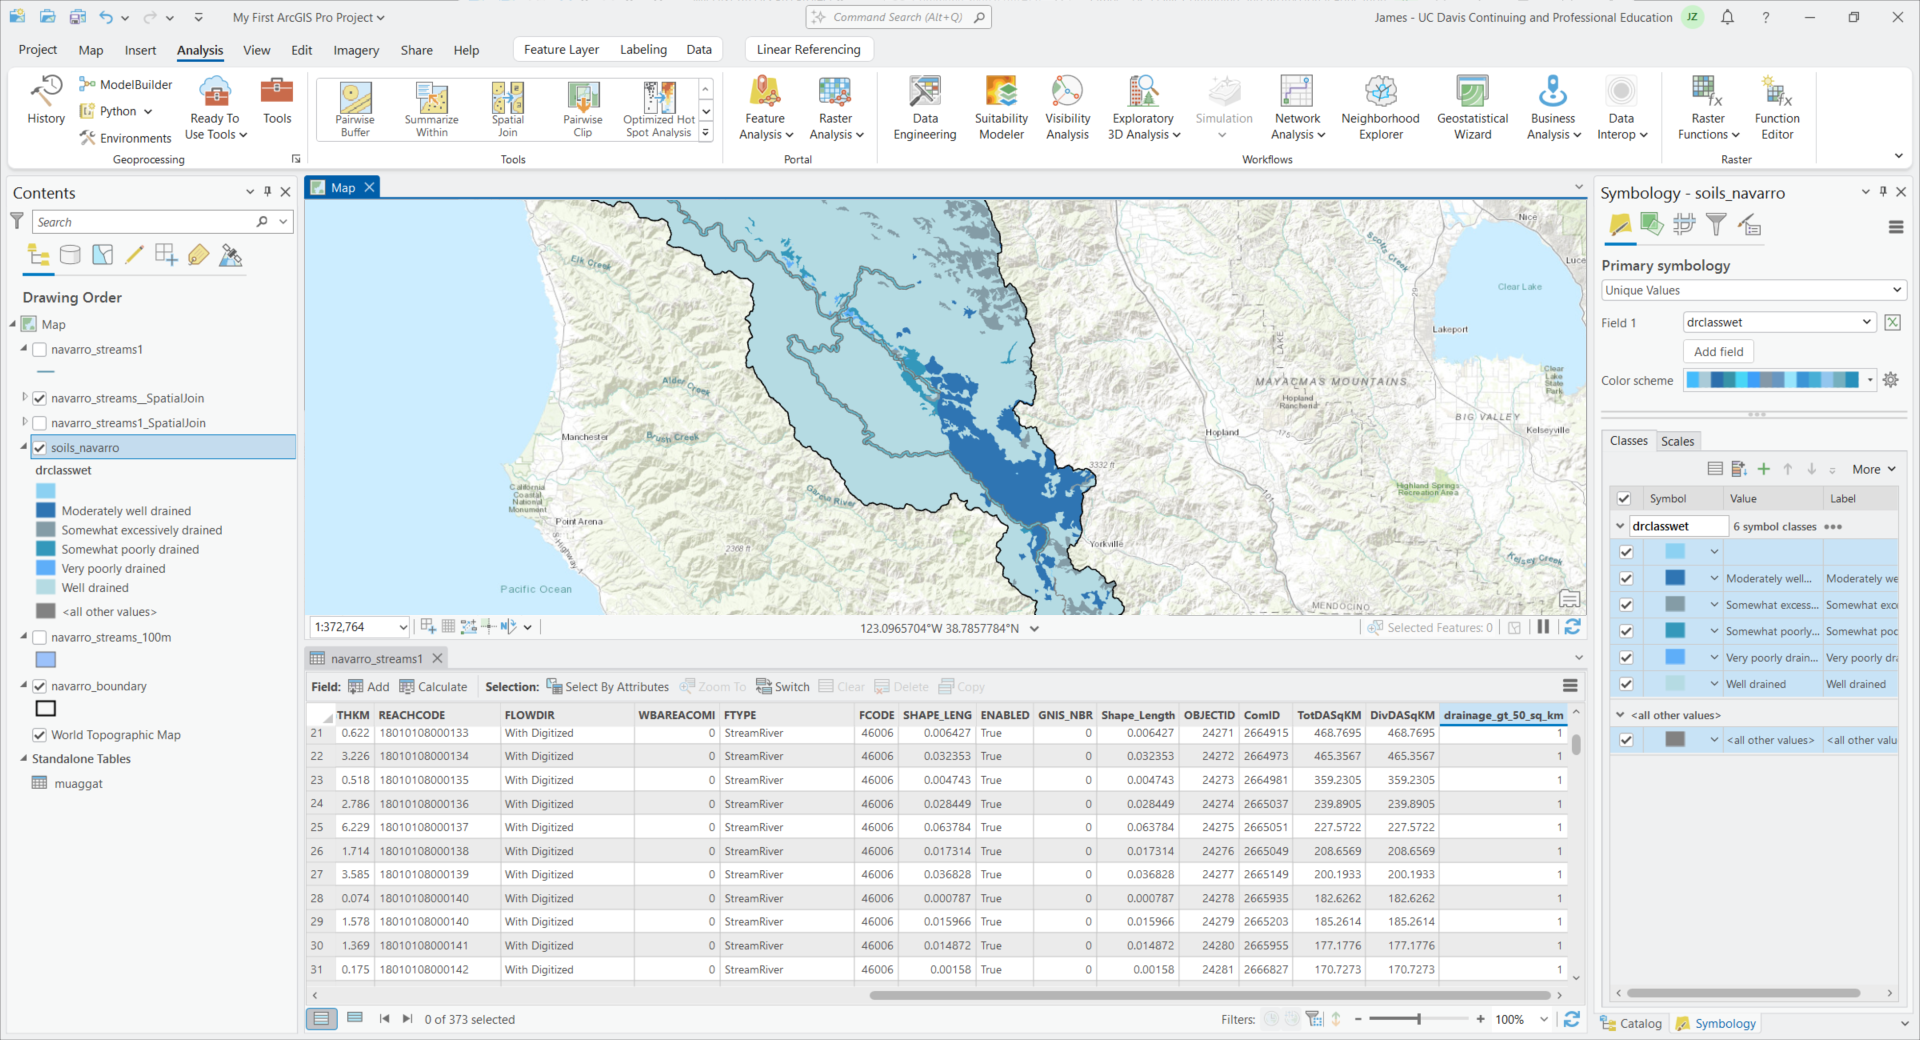 My First ArcGIS Pro Project
Command Search (Alt+Q)
James - UC Davis Continuing and Professional Education
JZ
?
Project Map Insert Analysis View Edit Imagery Share Help Feature Layer Labeling Data Linear Referencing
History
ModelBuilder
Python
Environments
Ready To Use Tools
Tools
Geoprocessing
Pairwise Buffer
Summarize Within
Spatial Join
Pairwise Clip
Optimized Hot Spot Analysis
Tools
Feature Analysis
Raster Analysis
Portal
Data Engineering
Suitability Modeler
Visibility Analysis
Exploratory 3D Analysis
Simulation
Network Analysis
Neighborhood Explorer
Geostatistical Wizard
Business Analysis
Data Interop
Workflows
Raster Functions
Function Editor
Raster
Contents
Search
Drawing Order
Map
navarro_streams1
navarro_streams__SpatialJoin
navarro_streams1_SpatialJoin
soils_navarro
drclasswet
Moderately well drained
Somewhat excessively drained
Somewhat poorly drained
Very poorly drained
Well drained
<all other values>
navarro_streams_100m
navarro_boundary
World Topographic Map
Standalone Tables
muaggat
Map
Elk Creek
Alder Creek
Manchester
Brush Creek
California Coastal National Monument
Point Arena
Garcia River
S Highway 1
2368 ft
Pacific Ocean
3332 ft
Yorkville
Scotts Creek
Nice
Luce
Clear Lake
Lakeport
LAKE
29
MAYACMAS MOUNTAINS
Hopland Rancheria
Hopland
175
101
BIG VALLEY
Kelseyville
Clear Lake State Park
Highland Springs Recreation Area
Kelsey Creek
MENDOCINO
1:372,764
123.0965704°W 38.7857784°N
Selected Features: 0
navarro_streams1
Field: Add Calculate Selection: Select By Attributes Zoom To Switch Clear Delete Copy
THKM REACHCODE FLOWDIR WBAREACOMI FTYPE FCODE SHAPE_LENG ENABLED GNIS_NBR Shape_Length OBJECTID ComID TotDASqKM DivDASqKM drainage_gt_50_sq_km
21 0.622 18010108000133 With Digitized 0 StreamRiver 46006 0.006427 True 0 0.006427 24271 2664915 468.7695 468.7695 1
22 3.226 18010108000134 With Digitized 0 StreamRiver 46006 0.032353 True 0 0.032353 24272 2664973 465.3567 465.3567 1
23 0.518 18010108000135 With Digitized 0 StreamRiver 46006 0.004743 True 0 0.004743 24273 2664981 359.2305 359.2305 1
24 2.786 18010108000136 With Digitized 0 StreamRiver 46006 0.028449 True 0 0.028449 24274 2665037 239.8905 239.8905 1
25 6.229 18010108000137 With Digitized 0 StreamRiver 46006 0.063784 True 0 0.063784 24275 2665051 227.5722 227.5722 1
26 1.714 18010108000138 With Digitized 0 StreamRiver 46006 0.017314 True 0 0.017314 24276 2665049 208.6569 208.6569 1
27 3.585 18010108000139 With Digitized 0 StreamRiver 46006 0.036828 True 0 0.036828 24277 2665149 200.1933 200.1933 1
28 0.074 18010108000140 With Digitized 0 StreamRiver 46006 0.000787 True 0 0.000787 24278 2665935 182.6262 182.6262 1
29 1.578 18010108000140 With Digitized 0 StreamRiver 46006 0.015966 True 0 0.015966 24279 2665203 185.2614 185.2614 1
30 1.369 18010108000141 With Digitized 0 StreamRiver 46006 0.014872 True 0 0.014872 24280 2665955 177.1776 177.1776 1
31 0.175 18010108000142 With Digitized 0 StreamRiver 46006 0.00158 True 0 0.00158 24281 2666827 170.7273 170.7273 1
0 of 373 selected
Filters:
- + 100%
Symbology - soils_navarro
Primary symbology
Unique Values
Field 1 drclasswet
Add field
Color scheme
Classes Scales
More
Symbol Value Label
drclasswet 6 symbol classes •••
Moderately well... Moderately we
Somewhat excess... Somewhat exc
Somewhat poorly... Somewhat poc
Very poorly drain... Very poorly dra
Well drained Well drained
<all other values>
<all other values> <all other valu
Catalog Symbology